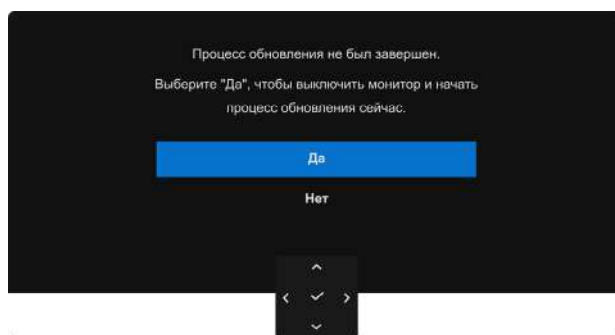 Процесс обновления не был завершен.
Выберите "Да", чтобы выключить монитор и начать
процесс обновления сейчас.
Да
Нет